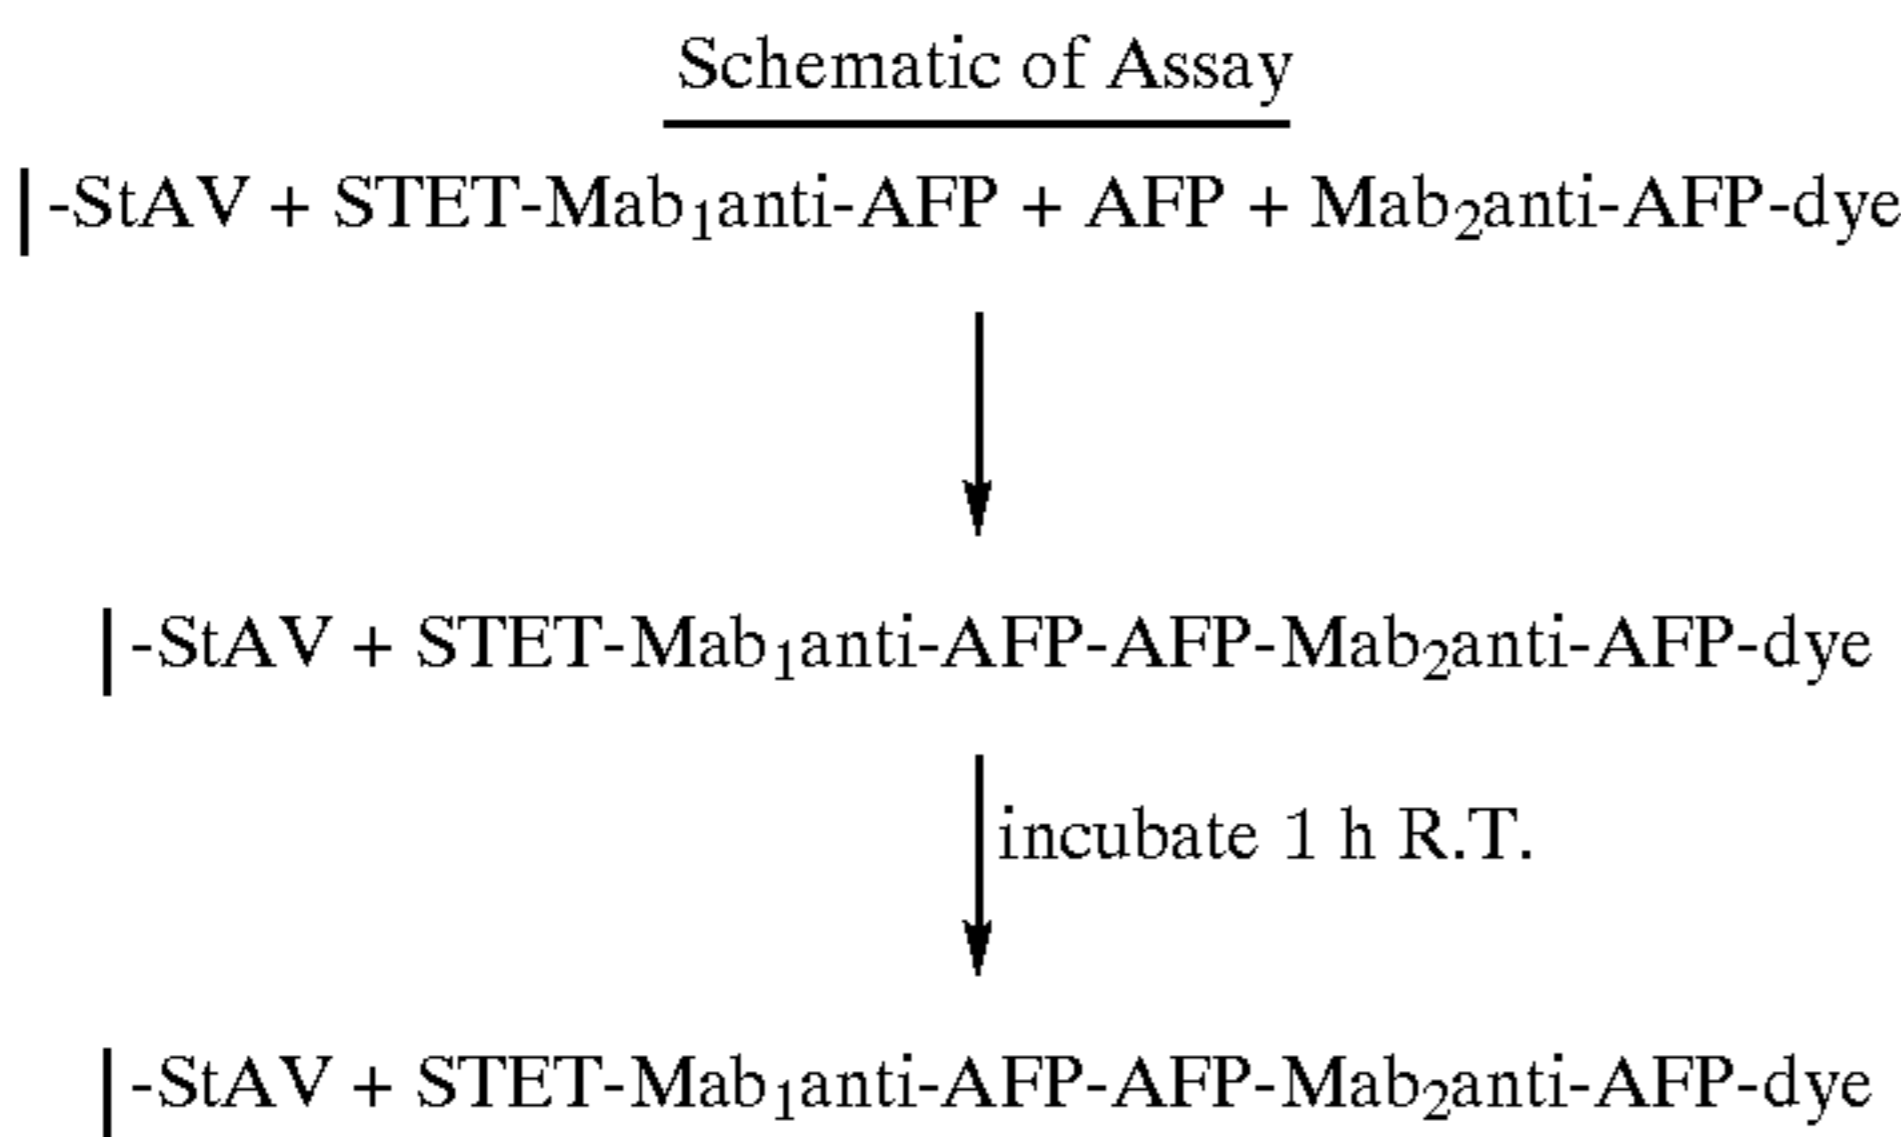 Schematic of Assay
|-StAV + STET-Mab₁anti-AFP + AFP + Mab₂anti-AFP-dye
|-StAV + STET-Mab₁anti-AFP-AFP-Mab₂anti-AFP-dye
incubate 1 h R.T.
|-StAV + STET-Mab₁anti-AFP-AFP-Mab₂anti-AFP-dye